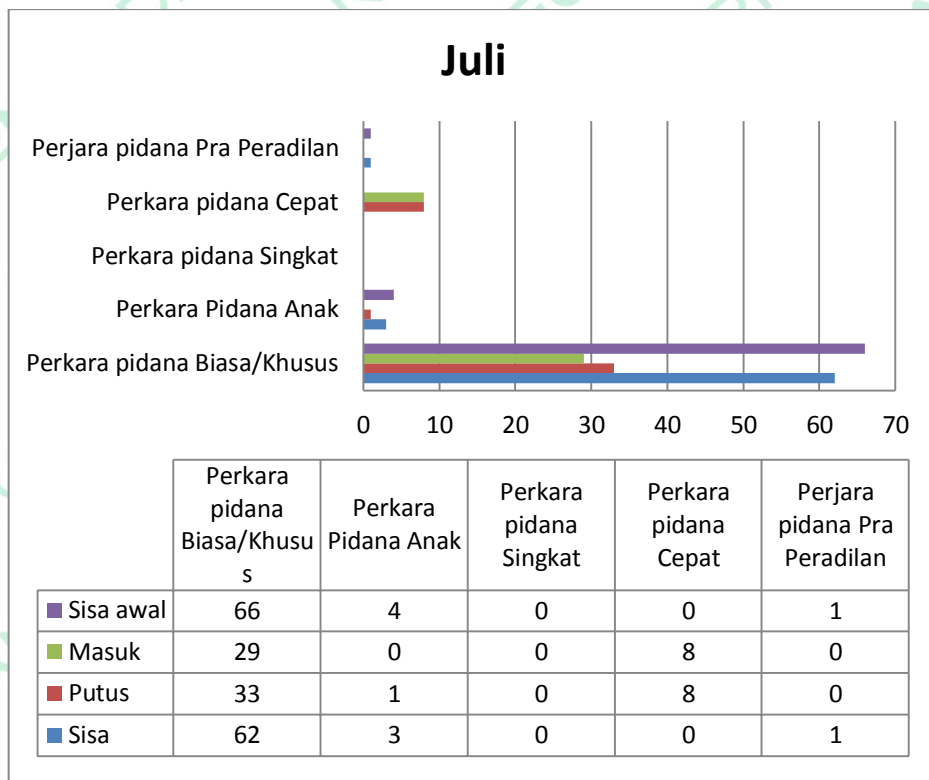 Juli
Perjara pidana Pra Peradilan
Perkara pidana Cepat
Perkara pidana Singkat
Perkara Pidana Anak
Perkara pidana Biasa/Khusus
0 10 20 30 40 50 60 70
Perkara
pidana
Biasa/Khusu
s
Perkara
Pidana Anak
Perkara
pidana
Singkat
Perkara
pidana
Cepat
Perjara
pidana Pra
Peradilan
Sisa awal 66 4 0 0 1
Masuk 29 0 0 8 0
Putus 33 1 0 8 0
Sisa 62 3 0 0 1